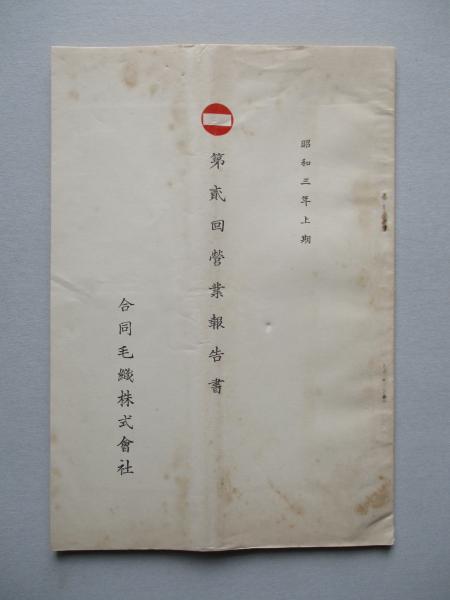 昭和三年上期
第貳回營業報告書
合同毛織株式會社